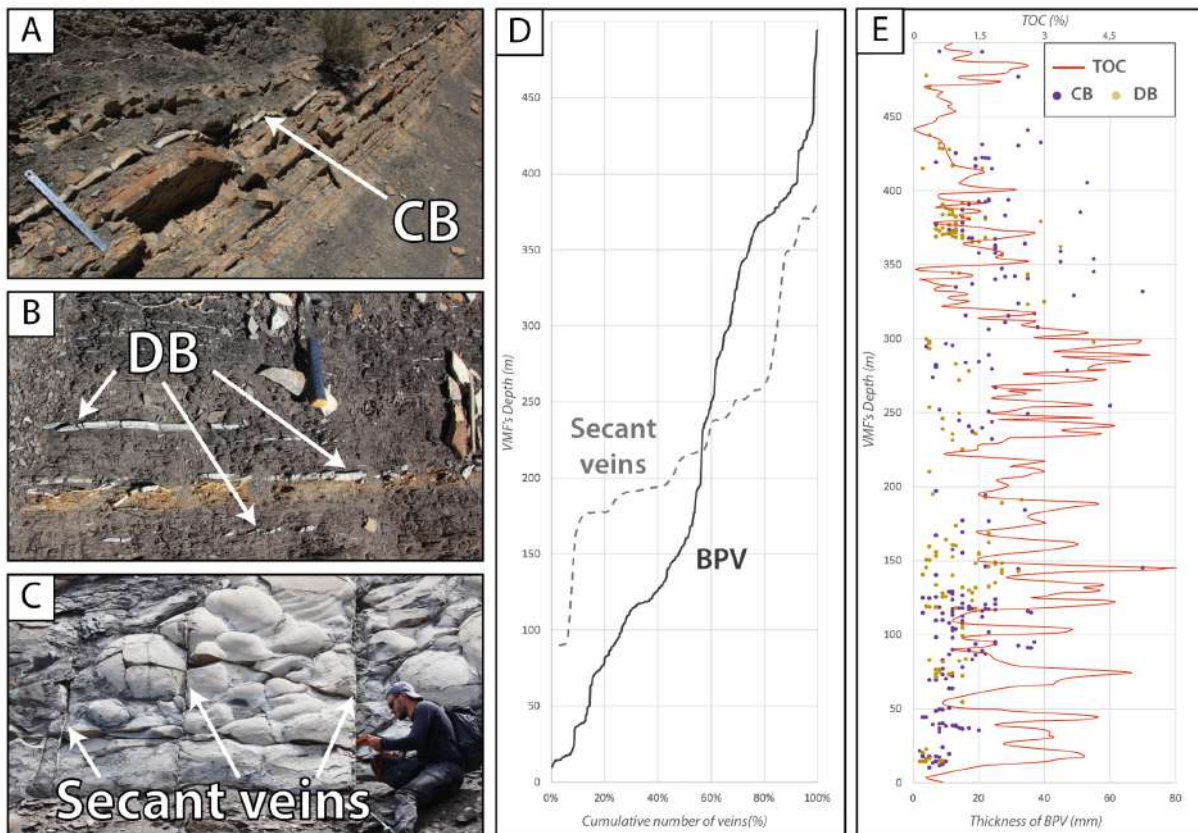 A
CB
B
DB
C
Secant veins
D
VMF's Depth (m)
450
400
350
300
250
200
150
100
50
0
Secant
veins
BPV
0%
20%
40%
60%
80%
100%
Cumulative number of veins(%)
E
TOC (%)
0
1,5
3
4,5
TOC
CB
DB
VMF's Depth (m)
450
400
350
300
250
200
150
100
50
0
0
20
40
60
80
Thickness of BPV (mm)